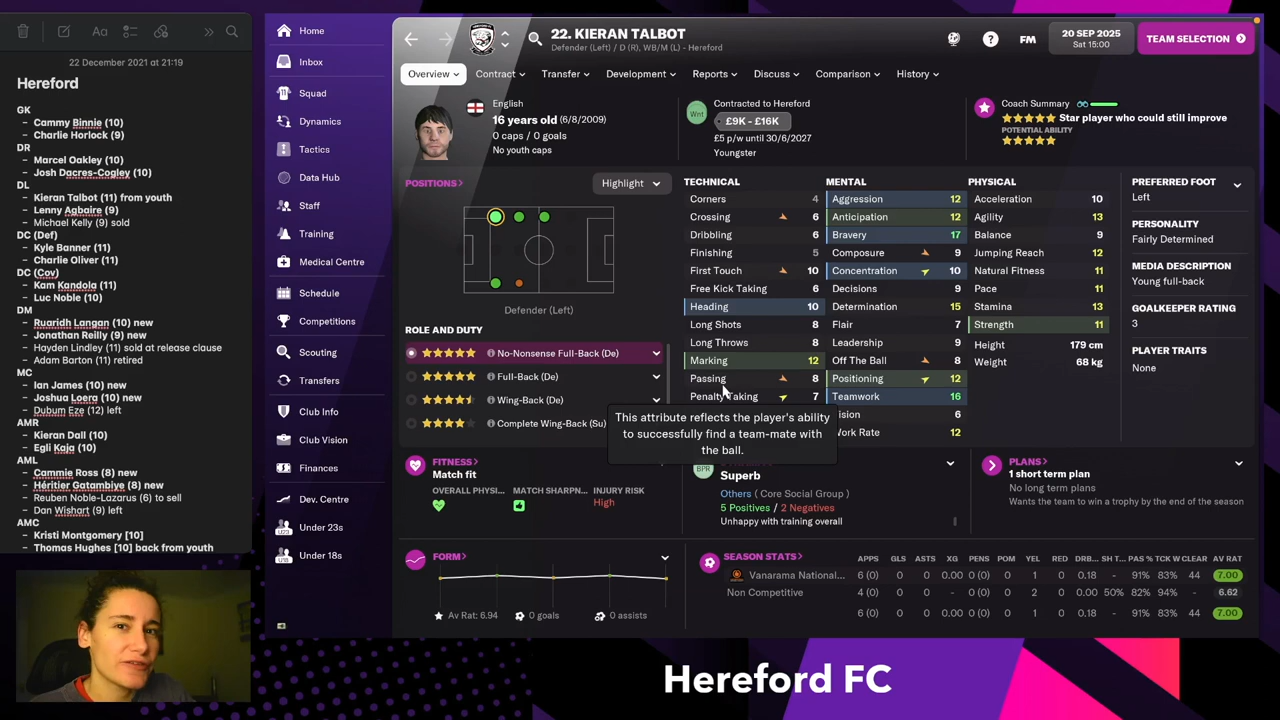 22 December 2021 at 21:19
Hereford
GK
– Cammy Binnie (10)
– Charlie Horlock (9)
DR
– Marcel Oakley (10)
– Josh Dacres-Cogley (10)
DL
– Kieran Talbot (11) from youth
– Lenny Agbaire (9)
– Michael Kelly (9) sold
DC (Def)
– Kyle Banner (11)
– Charlie Oliver (11)
DC (Cov)
– Kam Kandola (11)
– Luc Noble (10)
DM
– Ruaridh Langan (10) new
– Jonathan Reilly (9) new
– Hayden Lindley (11) sold at release clause
– Adam Barton (11) retired
MC
– Ian James (10) new
– Joshua Loera (10) new
– Dubum Eze (12) left
AMR
– Kieran Dall (10)
– Egli Kaja (10)
AML
– Cammie Ross (8) new
– Héritier Gatambiye (8) new
– Reuben Noble-Lazarus (6) to sell
– Dan Wishart (9) left
AMC
– Kristi Montgomery [10]
– Thomas Hughes [10] back from youth
Home
Inbox
Squad
Dynamics
Tactics
Data Hub
Staff
Training
Medical Centre
Schedule
Competitions
Scouting
Transfers
Club Info
Club Vision
Finances
Dev. Centre
Under 23s
Under 18s
22. KIERAN TALBOT
Defender (Left) / D (R), WB/M (L) - Hereford
FM
20 SEP 2025
Sat 15:00
TEAM SELECTION
Overview
Contract
Transfer
Development
Reports
Discuss
Comparison
History
English
16 years old (6/8/2009)
0 caps / 0 goals
No youth caps
Wnt
Contracted to Hereford
£9K - £16K
£5 p/w until 30/6/2027
Youngster
Coach Summary
Star player who could still improve
POTENTIAL ABILITY
POSITIONS
Highlight
Defender (Left)
ROLE AND DUTY
No-Nonsense Full-Back (De)
Full-Back (De)
Wing-Back (De)
Complete Wing-Back (Su)
TECHNICAL
Corners 4
Crossing 6
Dribbling 6
Finishing 5
First Touch 10
Free Kick Taking 6
Heading 10
Long Shots 8
Long Throws 8
Marking 12
Passing 8
Penalty Taking 7
This attribute reflects the player's ability
to successfully find a team-mate with
the ball.
MENTAL
Aggression 12
Anticipation 12
Bravery 17
Composure 9
Concentration 10
Decisions 9
Determination 15
Flair 7
Leadership 9
Off The Ball 8
Positioning 12
Teamwork 16
ision 6
ork Rate 12
PHYSICAL
Acceleration 10
Agility 13
Balance 9
Jumping Reach 12
Natural Fitness 11
Pace 11
Stamina 13
Strength 11
Height 179 cm
Weight 68 kg
PREFERRED FOOT
Left
PERSONALITY
Fairly Determined
MEDIA DESCRIPTION
Young full-back
GOALKEEPER RATING
3
PLAYER TRAITS
None
FITNESS
Match fit
OVERALL PHYSI... MATCH SHARPN... INJURY RISK
High
BPR
Superb
Others ( Core Social Group )
5 Positives / 2 Negatives
Unhappy with training overall
PLANS
1 short term plan
No long term plans
Wants the team to win a trophy by the end of the season
FORM
Av Rat: 6.94 0 goals 0 assists
SEASON STATS
APPS GLS ASTS XG PENS POM YEL RED DRB... SH T... PAS % TCK W CLEAR AV RAT
Vanarama National... 6 (0) 0 0 0.00 0 (0) 0 1 0 0.18 - 91% 83% 44 7.00
Non Competitive 4 (0) 0 0 - 0 (0) 0 2 0 0.00 50% 82% 94% - 6.62
6 (0) 0 0 0.00 0 (0) 0 1 0 0.18 - 91% 83% 44 7.00
Hereford FC